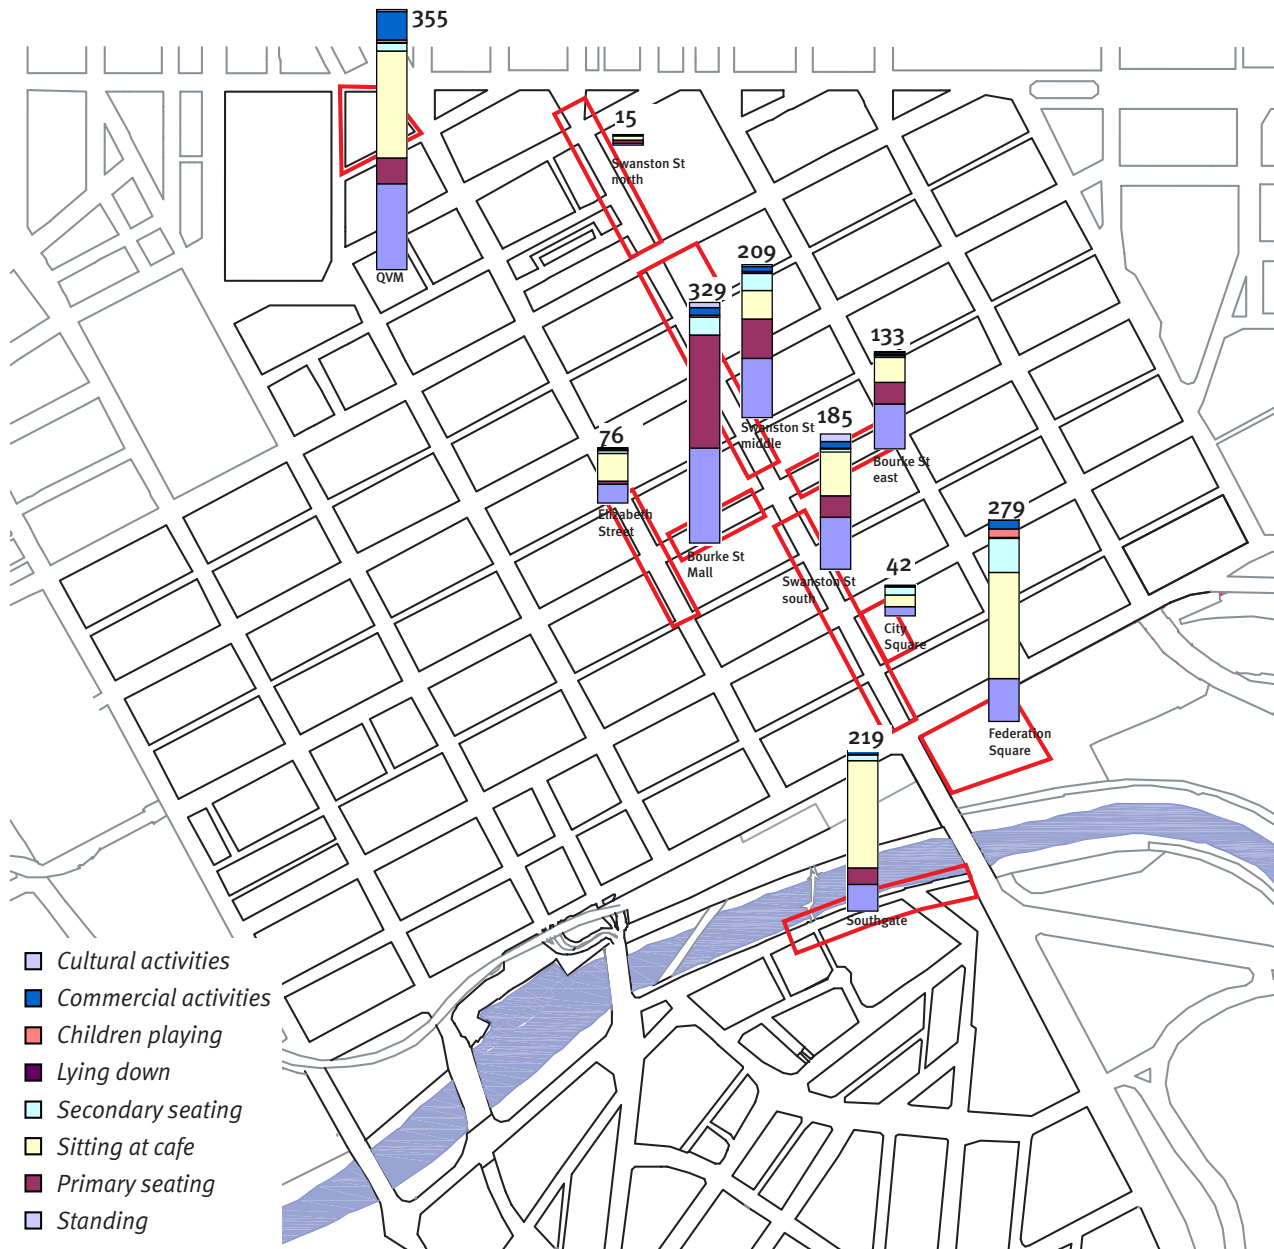 355
15
Swanston St
north
QVM
209
329
133
Swanston St
middle
185
76
Bourke St
east
Elizabeth
Street
279
Bourke St
Mall
Swanston St
south
42
City
Square
Federation
Square
219
Southgate
Cultural activities
Commercial activities
Children playing
Lying down
Secondary seating
Sitting at cafe
Primary seating
Standing